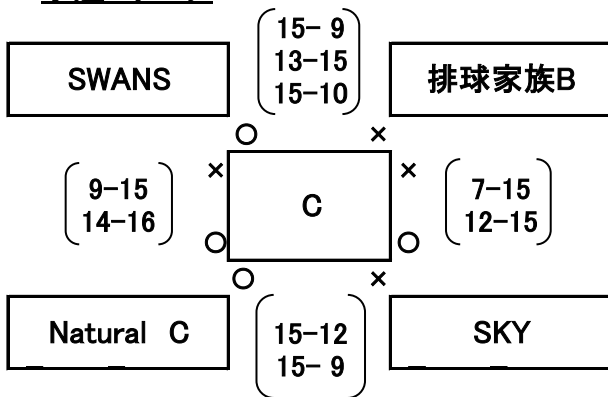 15- 9
SWANS
13-15
排球家族B
15-10
○ ×
× ×
9-15
14-16
C
7-15
12-15
○ ○
○ ×
Natural C
15-12
15- 9
SKY